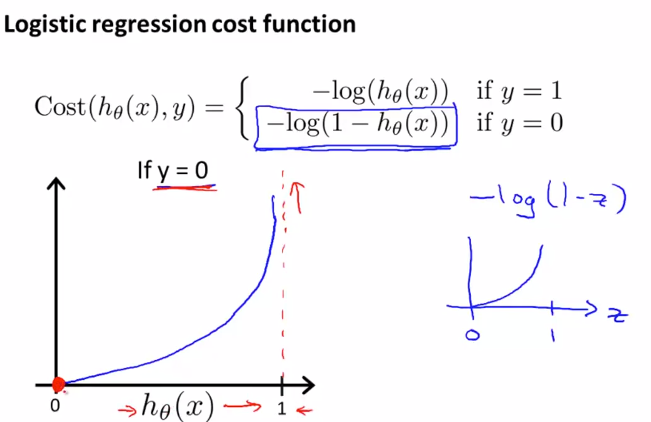 Logistic regression cost function
Cost(hθ(x), y) = { −log(hθ(x)) if y = 1
−log(1 − hθ(x)) if y = 0
If y = 0
−log(1−z)
z
0 1
0 → hθ(x) → 1 ←